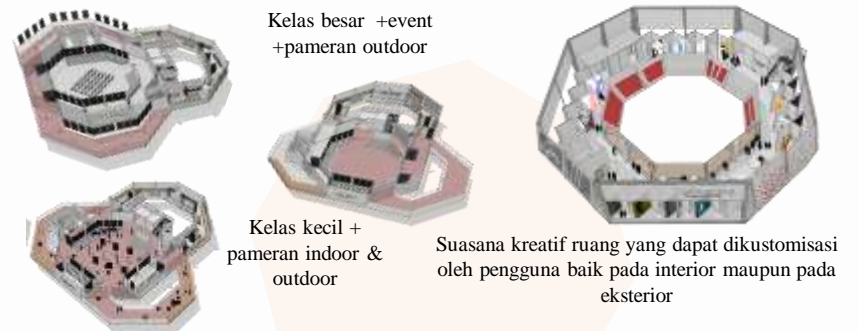 Kelas besar +event
+pameran outdoor
Kelas kecil +
pameran indoor &
outdoor
Suasana kreatif ruang yang dapat dikustomisasi
oleh pengguna baik pada interior maupun pada
eksterior